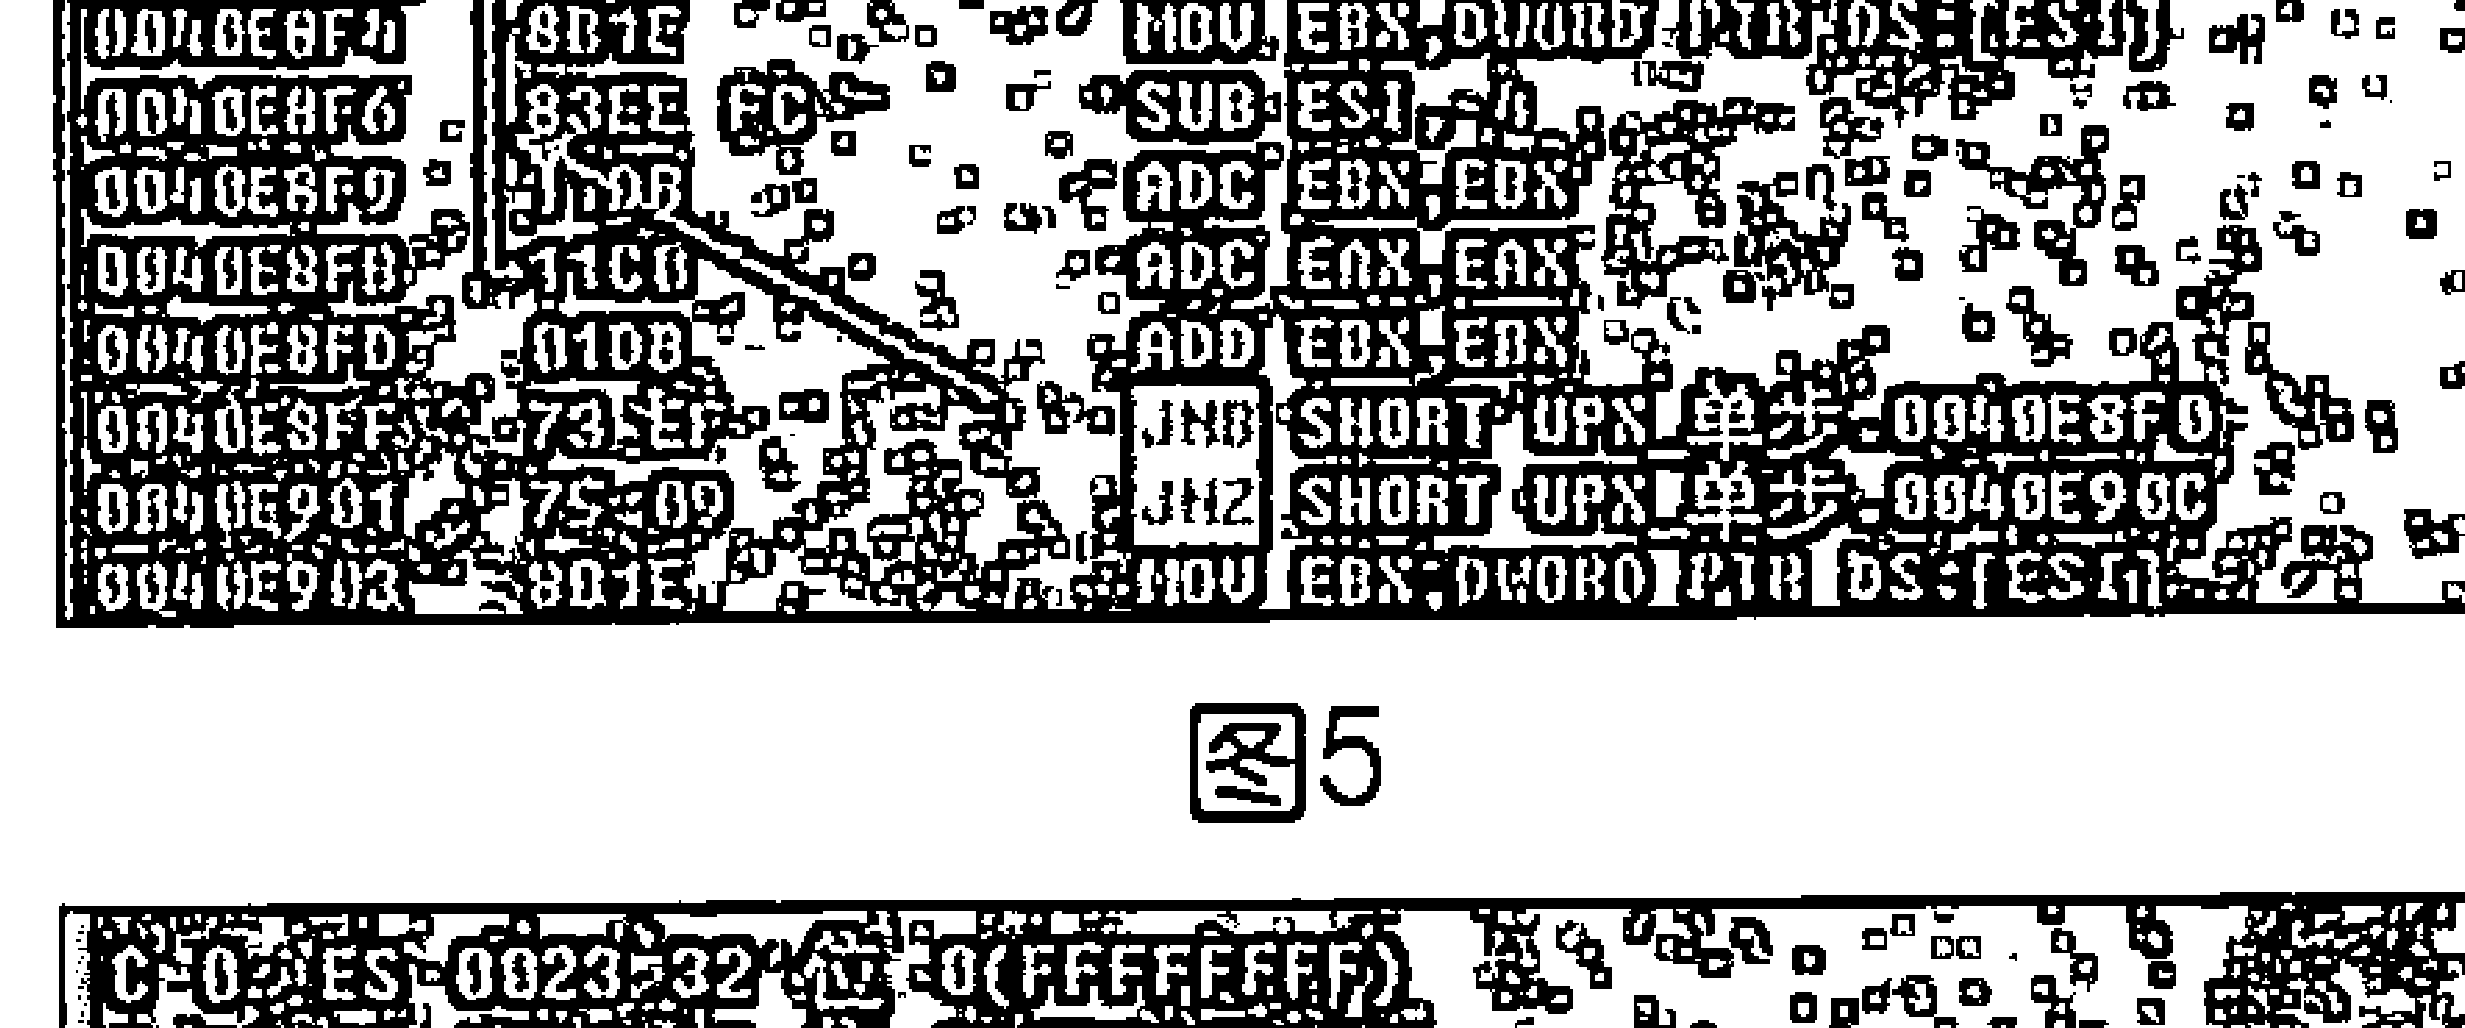 0040E8F4 8B1E MOV EBX,DWORD PTR DS:[ESI]
0040E8F6 83EE FC SUB ESI,-4
0040E8F9 11DB ADC EBX,EBX
0040E8FB 11C0 ADC EAX,EAX
0040E8FD 01DB ADD EBX,EBX
0040E8FF 73 EF JNB SHORT UPX_单步.0040E8F0
0040E901 75 09 JNZ SHORT UPX_单步.0040E90C
0040E903 8B1E MOV EBX,DWORD PTR DS:[ESI]
图5
C 0 ES 0023 32 0(FFFFFFFF)